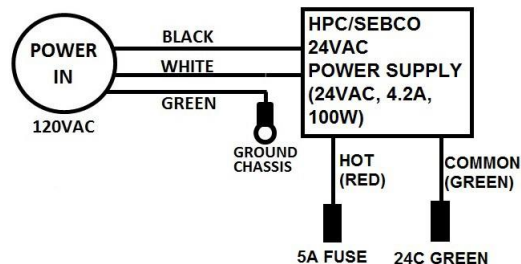 POWER
IN
120VAC
BLACK
WHITE
GREEN
GROUND
CHASSIS
HPC/SEBCO
24VAC
POWER SUPPLY
(24VAC, 4.2A,
100W)
HOT
(RED)
COMMON
(GREEN)
5A FUSE
24C GREEN